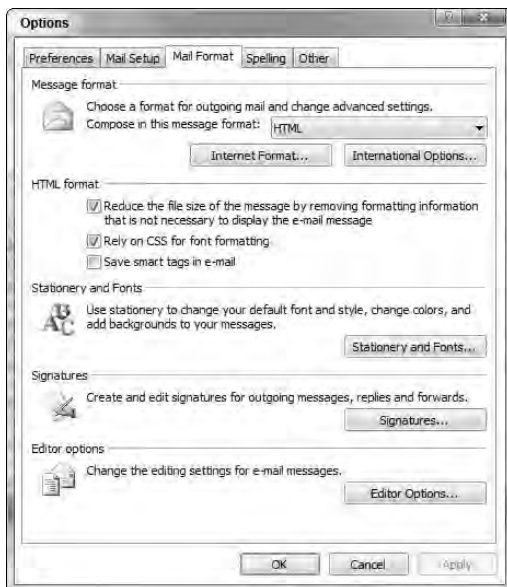 Options
Preferences
Mail Setup
Mail Format
Spelling
Other
Message format
Choose a format for outgoing mail and change advanced settings.
Compose in this message format:
HTML
Internet Format...
International Options...
HTML format
Reduce the file size of the message by removing formatting information
that is not necessary to display the e-mail message
Rely on CSS for font formatting
Save smart tags in e-mail
Stationery and Fonts
Use stationery to change your default font and style, change colors, and
add backgrounds to your messages.
Stationery and Fonts...
Signatures
Create and edit signatures for outgoing messages, replies and forwards.
Signatures...
Editor options
Change the editing settings for e-mail messages.
Editor Options...
OK
Cancel
Apply